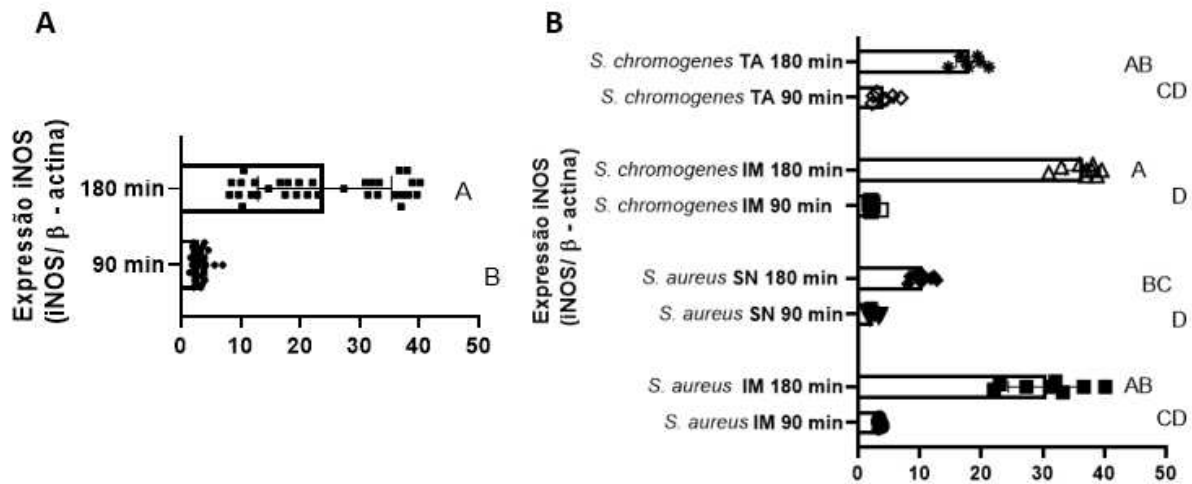 A
Expressão iNOS
(iNOS/ β - actina)
180 min
A
90 min
B
0 10 20 30 40 50
B
Expressão iNOS
(iNOS/ β - actina)
S. chromogenes TA 180 min
AB
S. chromogenes TA 90 min
CD
S. chromogenes IM 180 min
A
S. chromogenes IM 90 min
D
S. aureus SN 180 min
BC
S. aureus SN 90 min
D
S. aureus IM 180 min
AB
S. aureus IM 90 min
CD
0 10 20 30 40 50